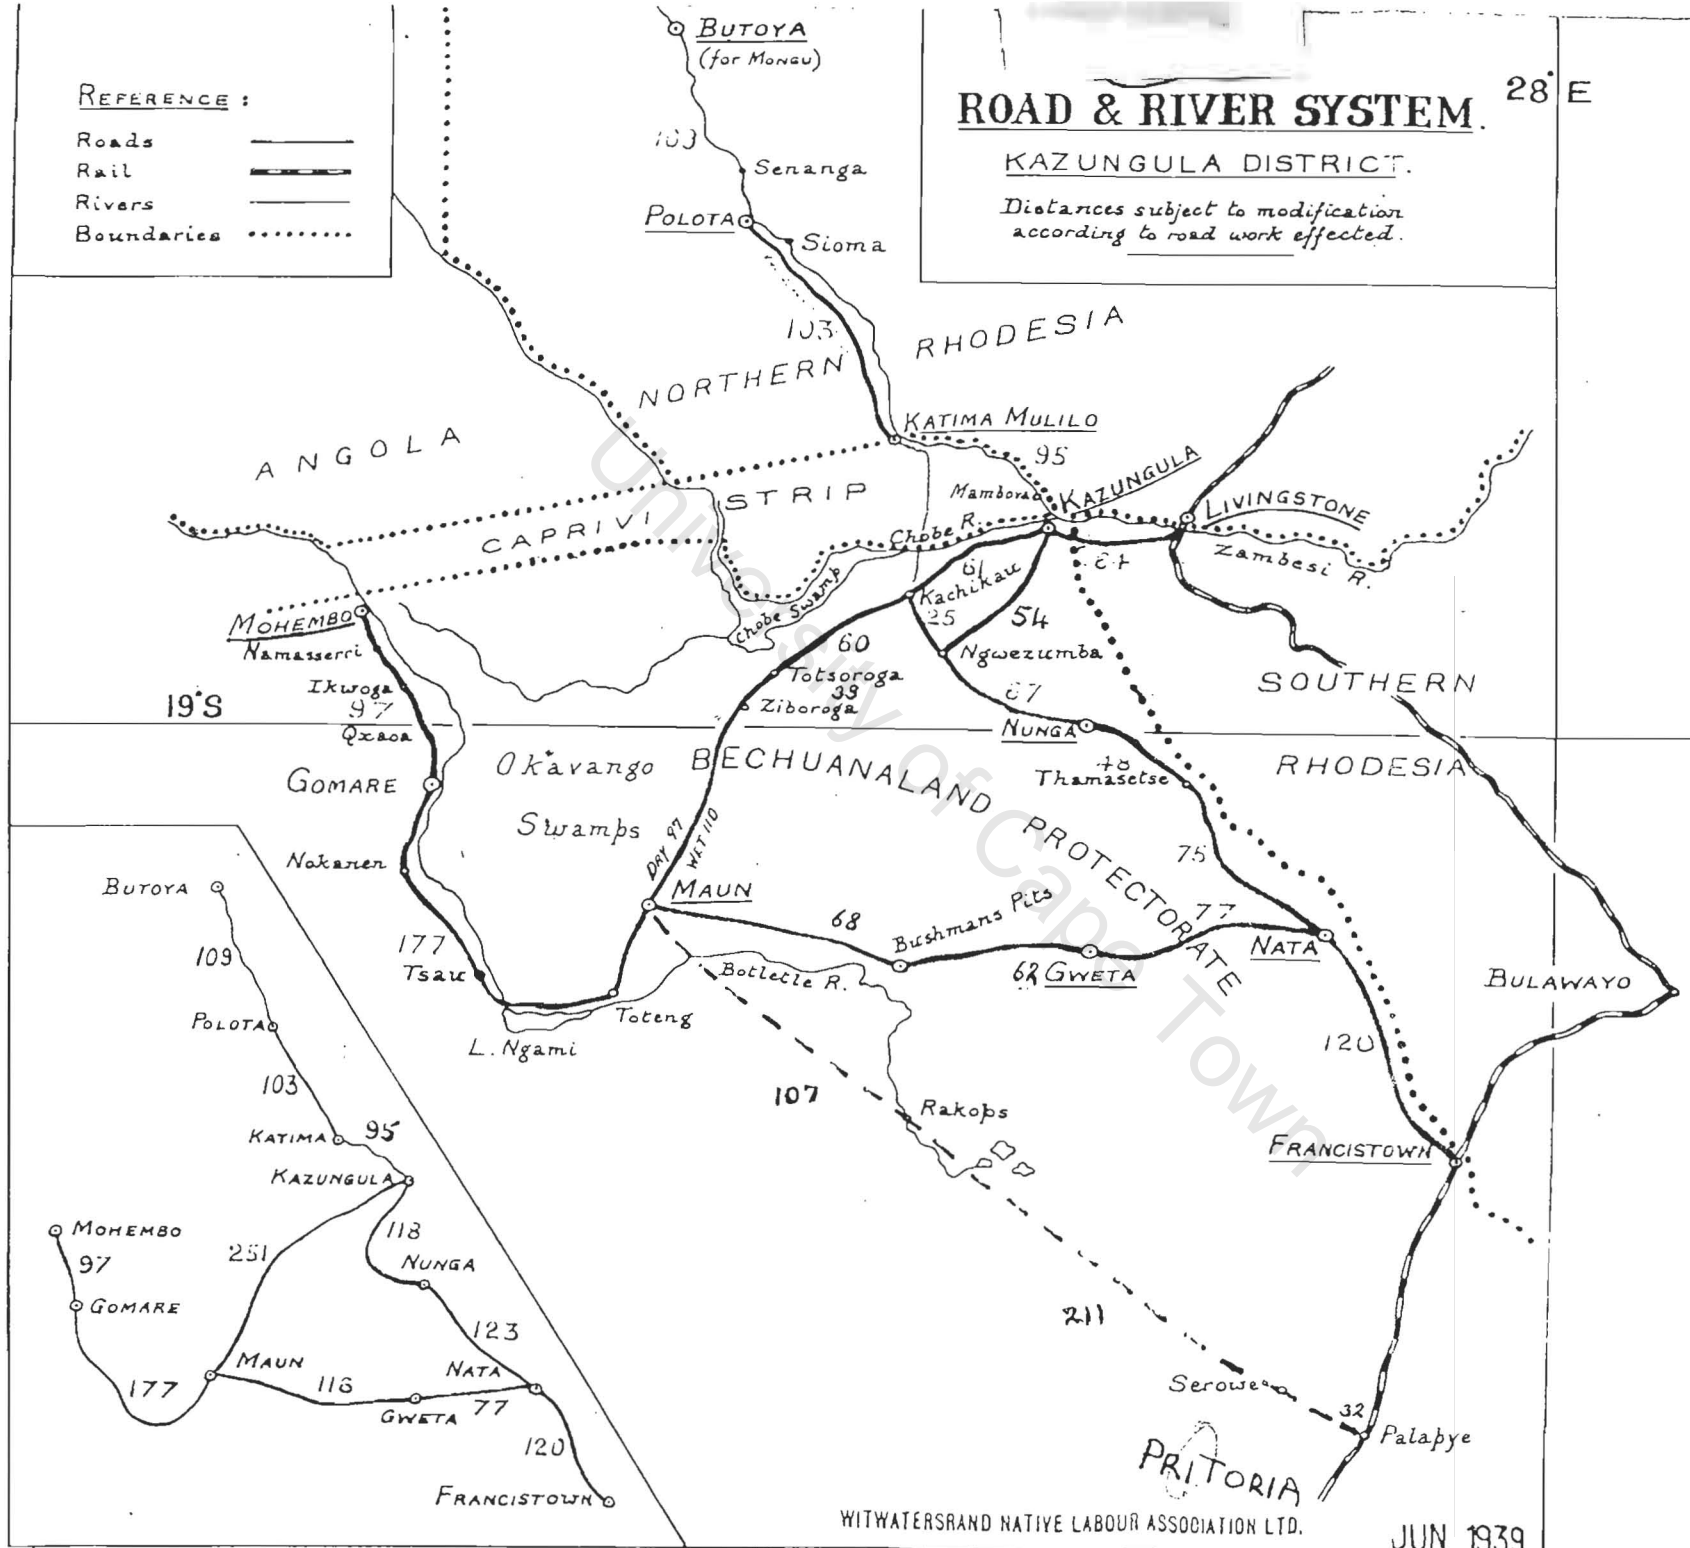 BUTOYA
(for MONGU)
REFERENCE :
Roads
Rail
Rivers
Boundaries
28° E
ROAD & RIVER SYSTEM.
KAZUNGULA DISTRICT.
Distances subject to modification
according to road work effected.
103
Senanga
POLOTA
Sioma
103
NORTHERN RHODESIA
ANGOLA
KATIMA MULILO
95
CAPRIVI STRIP
Mambova
KAZUNGULA
LIVINGSTONE
Chobe R.
Zambesi R.
61
Kachikau
Chobe Swamp
25
54
MOHEMBO
Namasserri
60
Ngwezumba
Ikwoga
97
Qxaoa
Totsoroga
39
Ziboroga
67
SOUTHERN
RHODESIA
19°S
NUNGA
48
Thamasetse
GOMARE
Okavango
Swamps
BECHUANALAND PROTECTORATE
DRY 97
WET 110
75
Nokanen
MAUN
68
Bushmans Pits
77
NATA
177
Tsau
62
GWETA
Botletle R.
BULAWAYO
Toteng
L. Ngami
120
107
Rakops
FRANCISTOWN
211
Serowe
32
Palapye
PRITORIA
BUTOYA
109
POLOTA
103
KATIMA
95
KAZUNGULA
MOHEMBO
97
251
118
NUNGA
GOMARE
123
MAUN
NATA
177
116
GWETA
77
120
FRANCISTOWN
WITWATERSRAND NATIVE LABOUR ASSOCIATION LTD.
JUN 1939
University of Cape Town